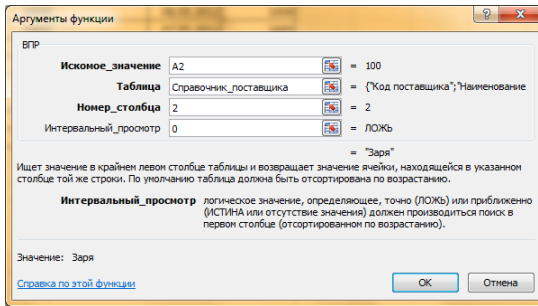 Аргументы функции
ВПР
Искомое_значение A2 = 100
Таблица Справочник_поставщика = {"Код поставщика";"Наименование
Номер_столбца 2 = 2
Интервальный_просмотр 0 = ЛОЖЬ
= "Заря"
Ищет значение в крайнем левом столбце таблицы и возвращает значение ячейки, находящейся в указанном
столбце той же строки. По умолчанию таблица должна быть отсортирована по возрастанию.
Интервальный_просмотр логическое значение, определяющее, точно (ЛОЖЬ) или приближенно
(ИСТИНА или отсутствие значения) должен производиться поиск в
первом столбце (отсортированном по возрастанию).
Значение: Заря
Справка по этой функции
ОК Отмена